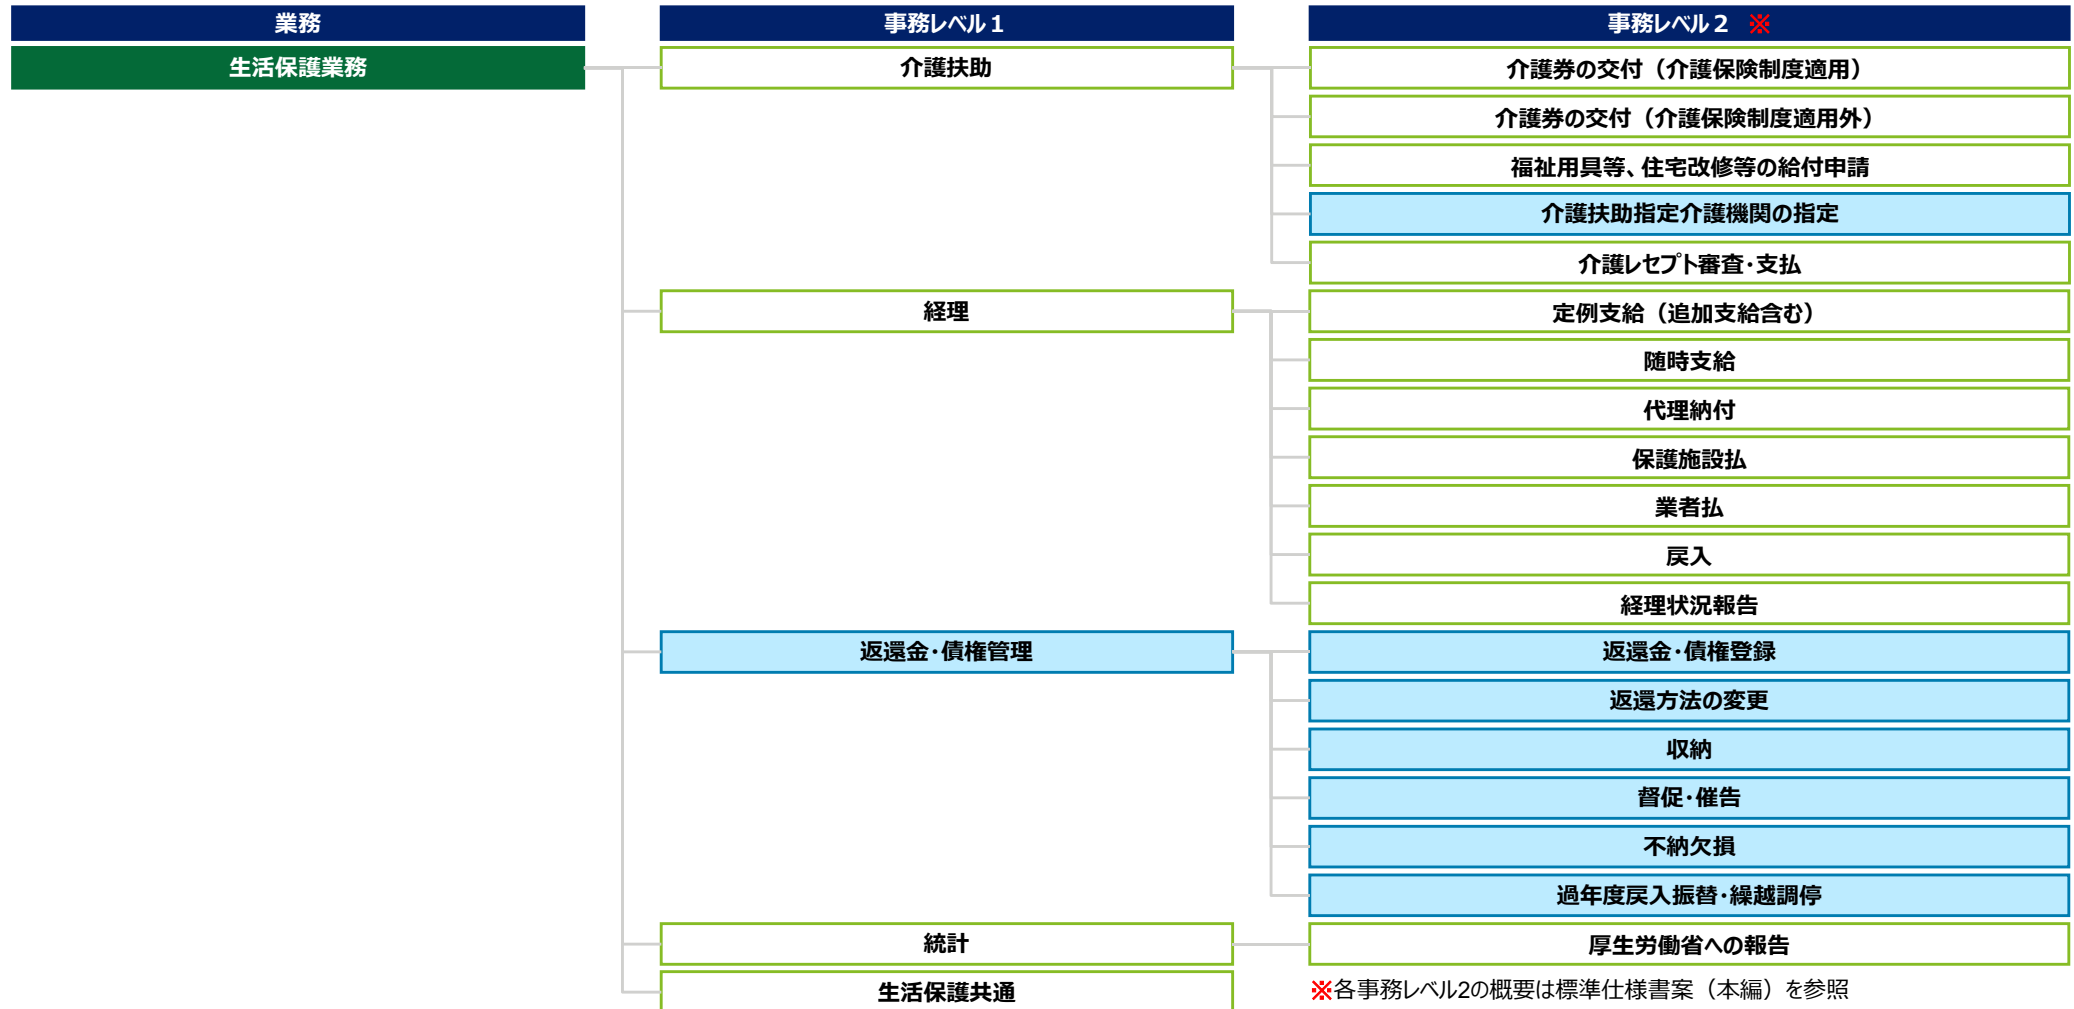 業務
事務レベル１
事務レベル２ ※
生活保護業務
介護扶助
介護券の交付（介護保険制度適用）
介護券の交付（介護保険制度適用外）
福祉用具等、住宅改修等の給付申請
介護扶助指定介護機関の指定
介護レセプト審査・支払
経理
定例支給（追加支給含む）
随時支給
代理納付
保護施設払
業者払
戻入
経理状況報告
返還金・債権管理
返還金・債権登録
返還方法の変更
収納
督促・催告
不納欠損
過年度戻入振替・繰越調停
統計
厚生労働省への報告
生活保護共通
※各事務レベル2の概要は標準仕様書案（本編）を参照